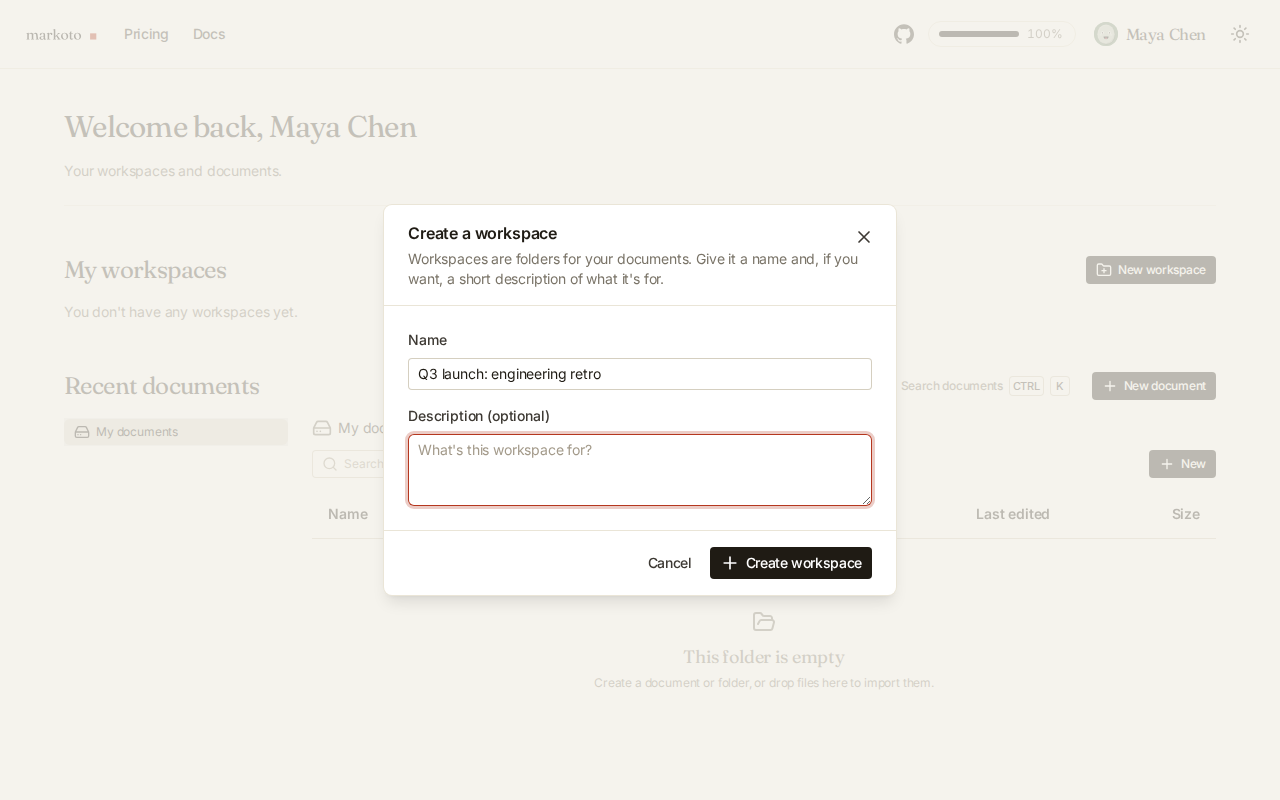 markoto
Pricing
Docs
100%
Maya Chen
Welcome back, Maya Chen
Your workspaces and documents.
My workspaces
New workspace
You don't have any workspaces yet.
Recent documents
Search documents
CTRL
K
New document
My documents
My doc
Search
New
Name
Last edited
Size
This folder is empty
Create a document or folder, or drop files here to import them.
Create a workspace
Workspaces are folders for your documents. Give it a name and, if you
want, a short description of what it's for.
Name
Q3 launch: engineering retro
Description (optional)
What's this workspace for?
Cancel
Create workspace